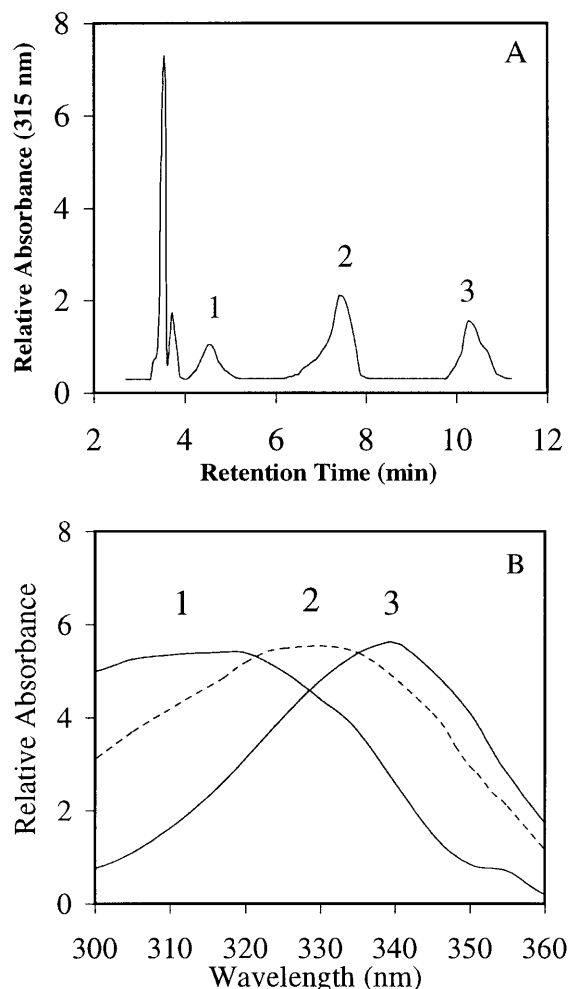 A
8
6
4
2
0
Relative Absorbance (315 nm)
1
2
3
2 4 6 8 10 12
Retention Time (min)
B
8
6
4
2
0
Relative Absorbance
1
2
3
300 310 320 330 340 350 360
Wavelength (nm)